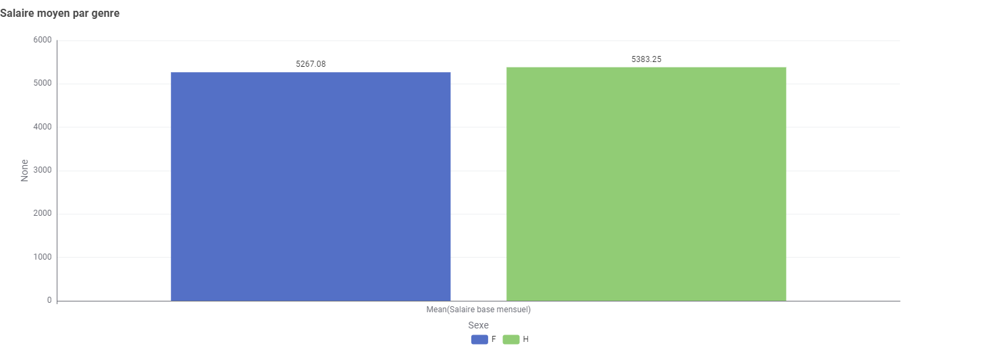 Salaire moyen par genre
6000
5000
4000
3000
2000
1000
0
None
5267.08
5383.25
Mean(Salaire base mensuel)
Sexe
F H